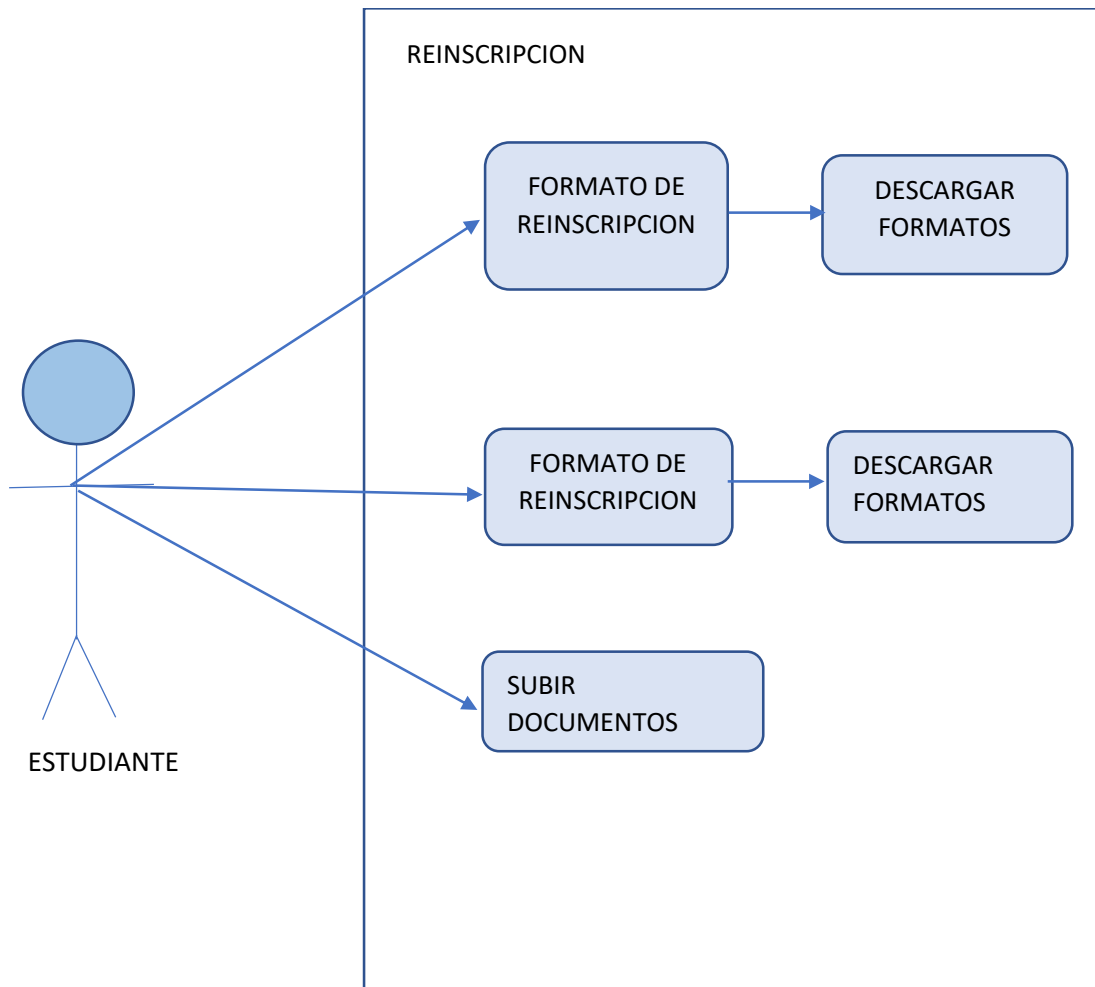 REINSCRIPCION
FORMATO DE
REINSCRIPCION
DESCARGAR
FORMATOS
FORMATO DE
REINSCRIPCION
DESCARGAR
FORMATOS
SUBIR
DOCUMENTOS
ESTUDIANTE